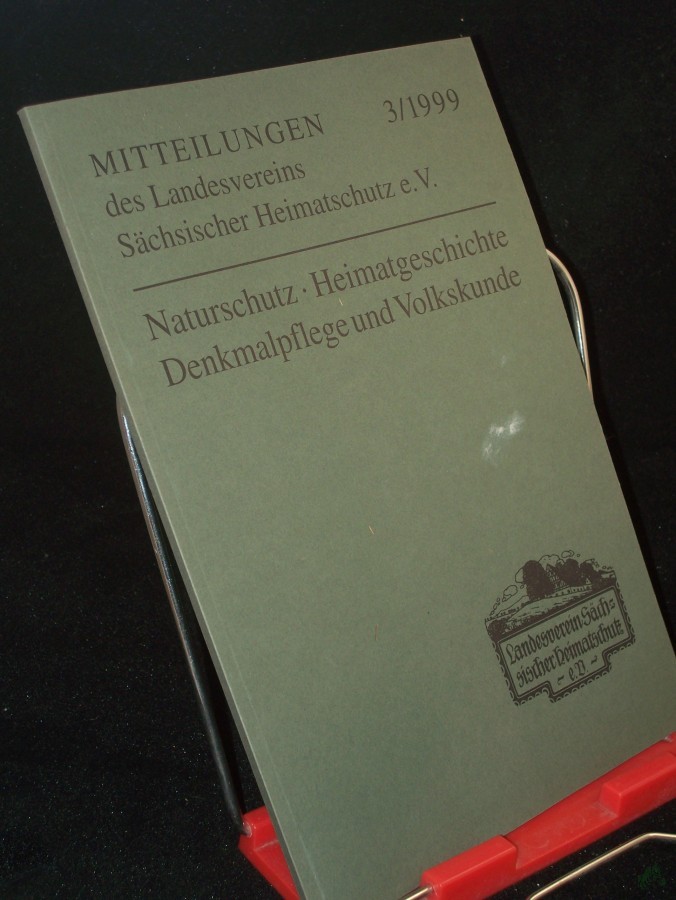 MITTEILUNGEN 3/1999
des Landesvereins
Sächsischer Heimatschutz e.V.
Naturschutz · Heimatgeschichte
Denkmalpflege und Volkskunde
Landesverein Säch-
sischer Heimatschutz
- e.V -